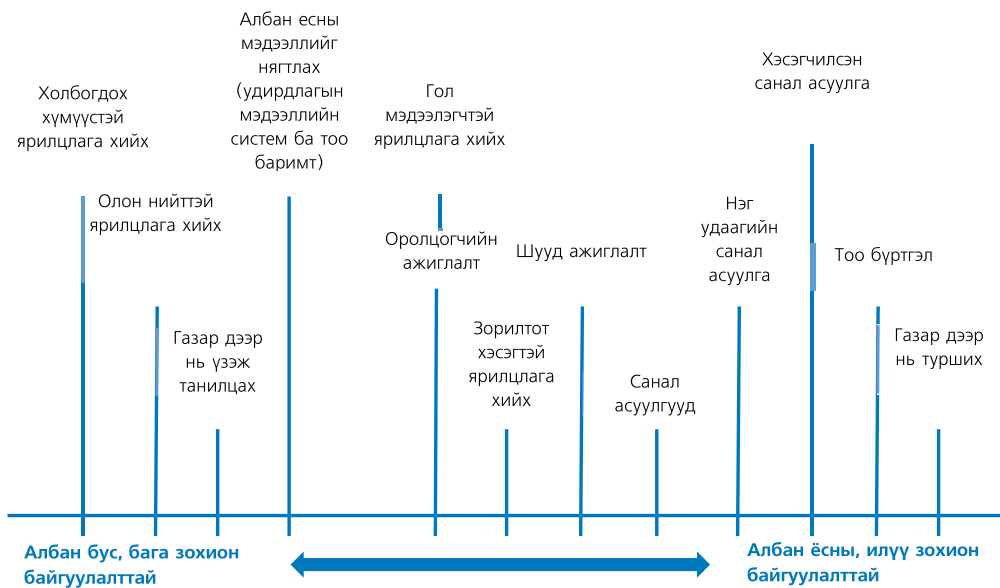 Холбогдох
хүмүүстэй
ярилцлага хийх
Олон нийттэй
ярилцлага хийх
Газар дээр
нь үзэж
танилцах
Албан есны
мэдээллийг
нягтлах
(удирдлагын
мэдээллийн
систем ба тоо
баримт)
Гол
мэдээлэгчтэй
ярилцлага хийх
Оролцогчийн
ажиглалт
Зорилтот
хэсэгтэй
ярилцлага
хийх
Шууд ажиглалт
Санал
асуулгууд
Нэг
удаагийн
санал
асуулга
Хэсэгчилсэн
санал асуулга
Тоо бүртгэл
Газар дээр
нь турших
Албан бус, бага зохион
байгуулалттай
Албан ёсны, илүү зохион
байгуулалттай